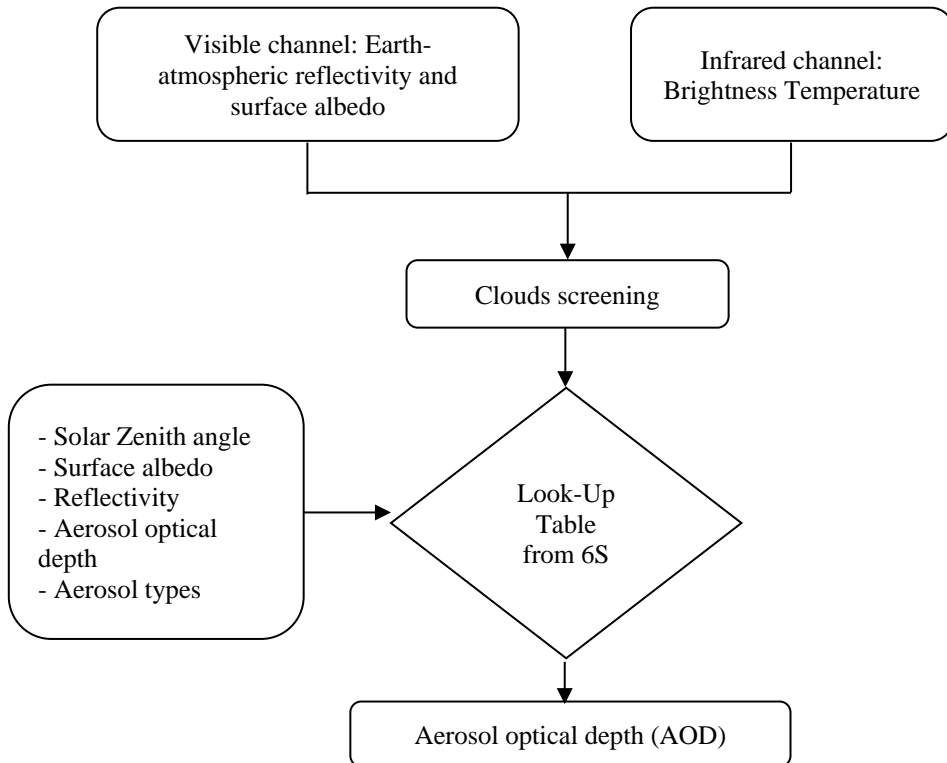 Visible channel: Earth-
atmospheric reflectivity and
surface albedo
Infrared channel:
Brightness Temperature
Clouds screening
- Solar Zenith angle
- Surface albedo
- Reflectivity
- Aerosol optical
depth
- Aerosol types
Look-Up
Table
from 6S
Aerosol optical depth (AOD)